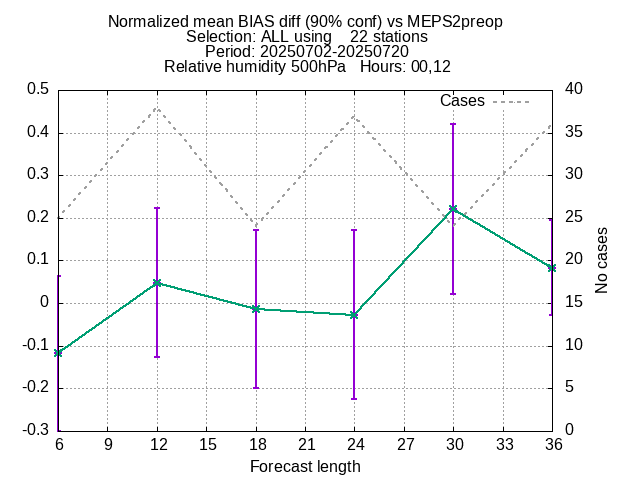 Normalized mean BIAS diff (90% conf) vs MEPS2preop
Selection: ALL using    22 stations
Period: 20250702-20250720
Relative humidity 500hPa   Hours: 00,12
Cases
0.5
0.4
0.3
0.2
0.1
0
-0.1
-0.2
-0.3
40
35
30
25
20
15
10
5
0
No cases
6 9 12 15 18 21 24 27 30 33 36
Forecast length